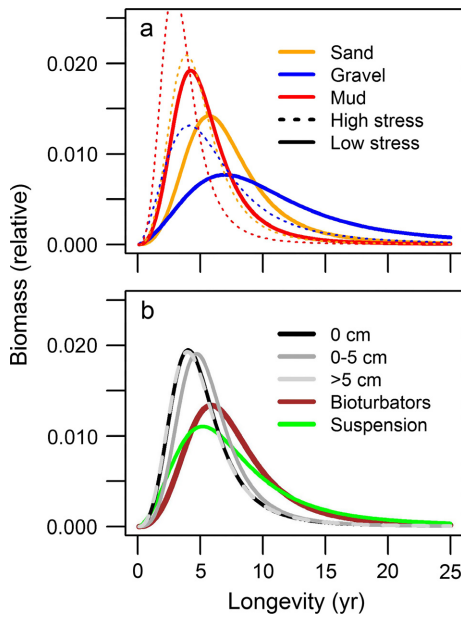 a
0.020
0.010
0.000
Sand
Gravel
Mud
High stress
Low stress
Biomass (relative)
b
0.020
0.010
0.000
0 cm
0-5 cm
>5 cm
Bioturbators
Suspension
0 5 10 15 20 25
Longevity (yr)